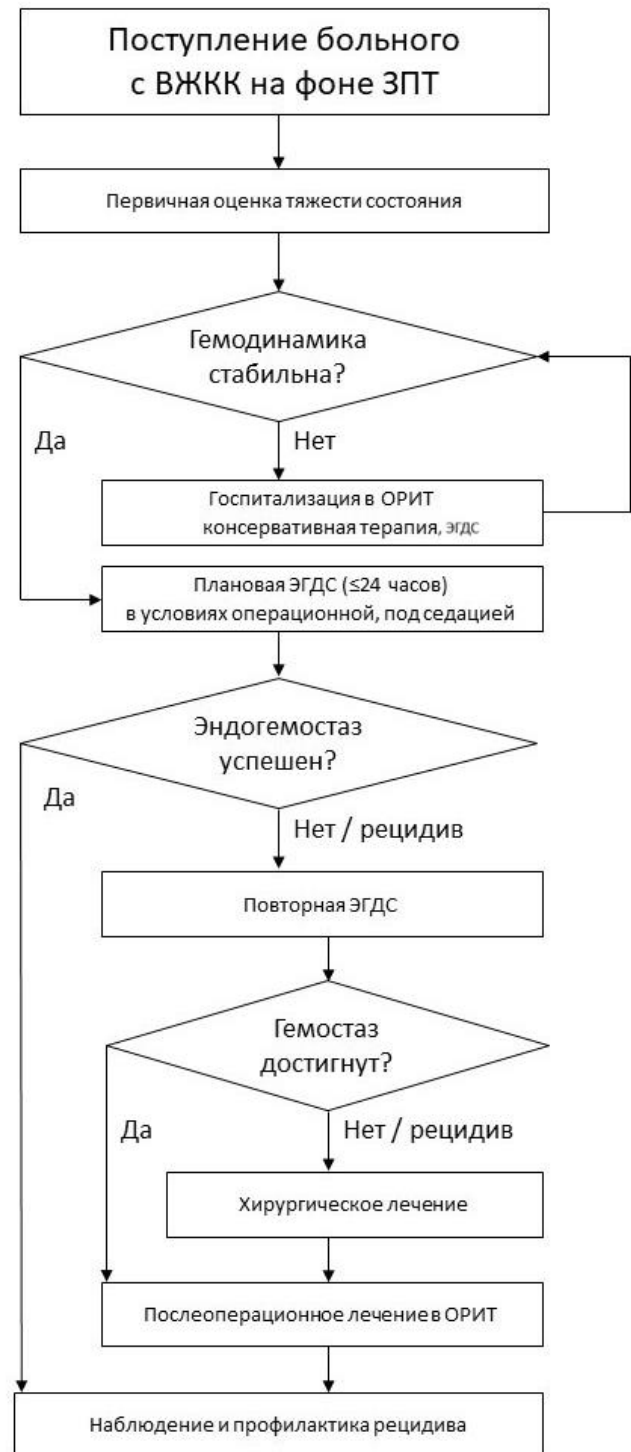 Поступление больного
с ВЖКК на фоне ЗПТ
Первичная оценка тяжести состояния
Гемодинамика
стабильна?
Да
Нет
Госпитализация в ОРИТ
консервативная терапия, ЭГДС
Плановая ЭГДС (≤24 часов)
в условиях операционной, под седацией
Эндогемостаз
успешен?
Да
Нет / рецидив
Повторная ЭГДС
Гемостаз
достигнут?
Да
Нет / рецидив
Хирургическое лечение
Послеоперационное лечение в ОРИТ
Наблюдение и профилактика рецидива